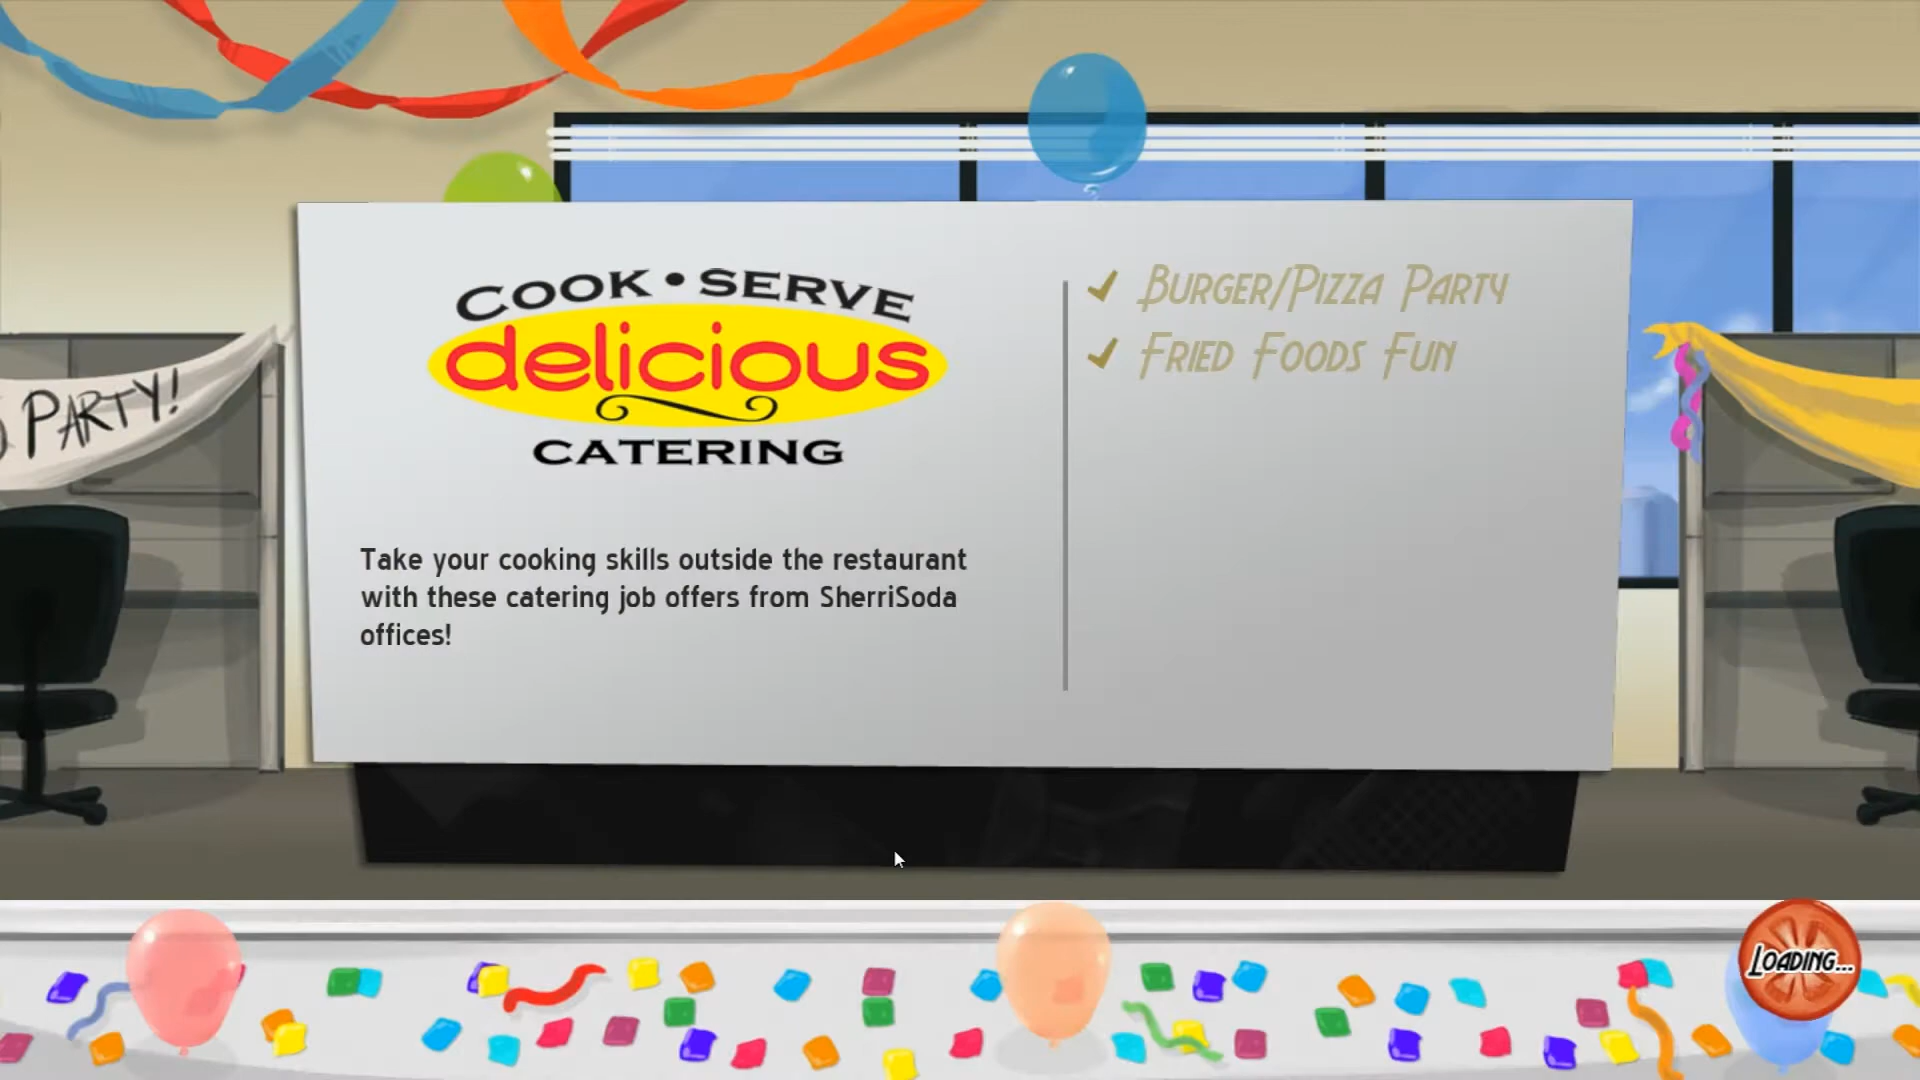 COOK • SERVE
delicious
CATERING
Take your cooking skills outside the restaurant
with these catering job offers from SherriSoda
offices!
BURGER/PIZZA PARTY
FRIED FOODS FUN
PARTY!
LOADING...